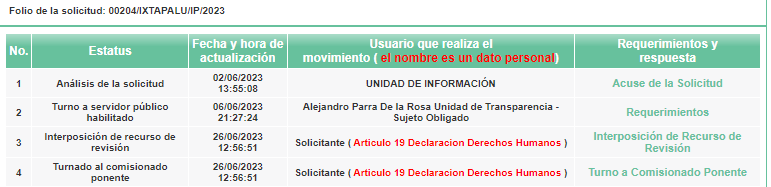 Folio de la solicitud: 00204/IXTAPALU/IP/2023
No. Estatus Fecha y hora de actualización Usuario que realiza el movimiento ( el nombre es un dato personal) Requerimientos y respuesta
1 Análisis de la solicitud 02/06/2023 13:55:08 UNIDAD DE INFORMACIÓN Acuse de la Solicitud
2 Turno a servidor público habilitado 06/06/2023 21:27:24 Alejandro Parra De la Rosa Unidad de Transparencia - Sujeto Obligado Requerimientos
3 Interposición de recurso de revisión 26/06/2023 12:56:51 Solicitante ( Articulo 19 Declaracion Derechos Humanos ) Interposición de Recurso de Revisión
4 Turnado al comisionado ponente 26/06/2023 12:56:51 Solicitante ( Articulo 19 Declaracion Derechos Humanos ) Turno a Comisionado Ponente